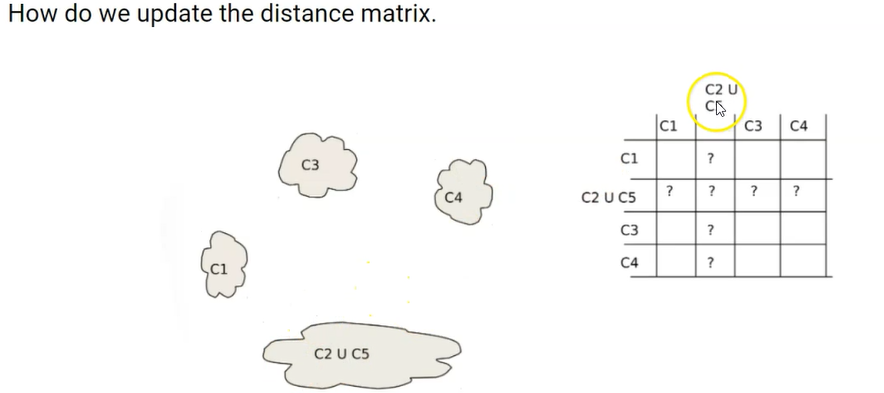 How do we update the distance matrix.
C2 U
C5
C1 C3 C4
C3
C1 ?
C4
C2 U C5 ? ? ? ?
C3 ?
C1
C4 ?
C2 U C5